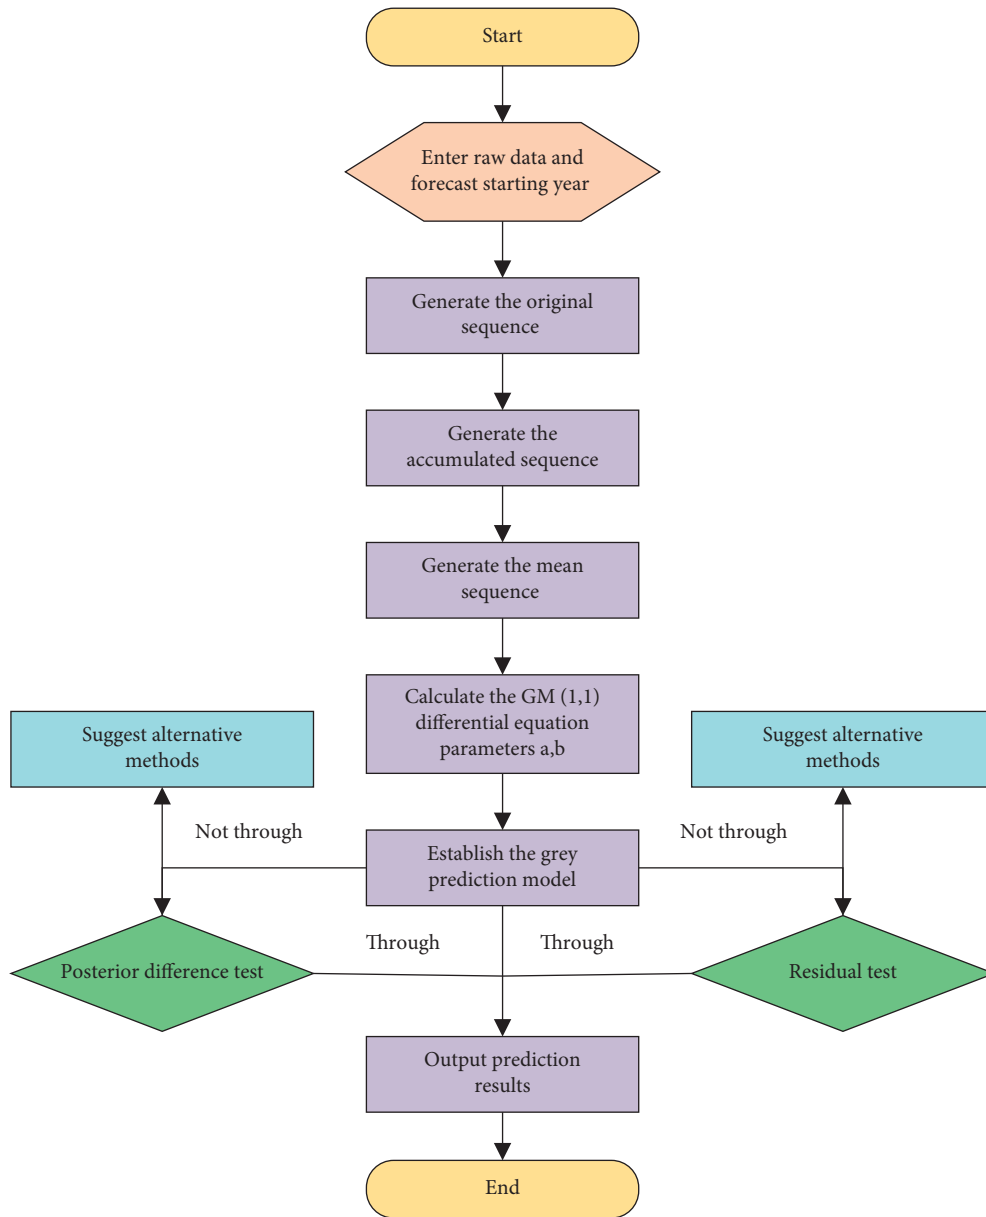 Start
Enter raw data and
forecast starting year
Generate the original
sequence
Generate the
accumulated sequence
Generate the mean
sequence
Calculate the GM (1,1)
differential equation
parameters a,b
Suggest alternative
methods
Suggest alternative
methods
Not through
Not through
Establish the grey
prediction model
Through
Through
Posterior difference test
Residual test
Output prediction
results
End